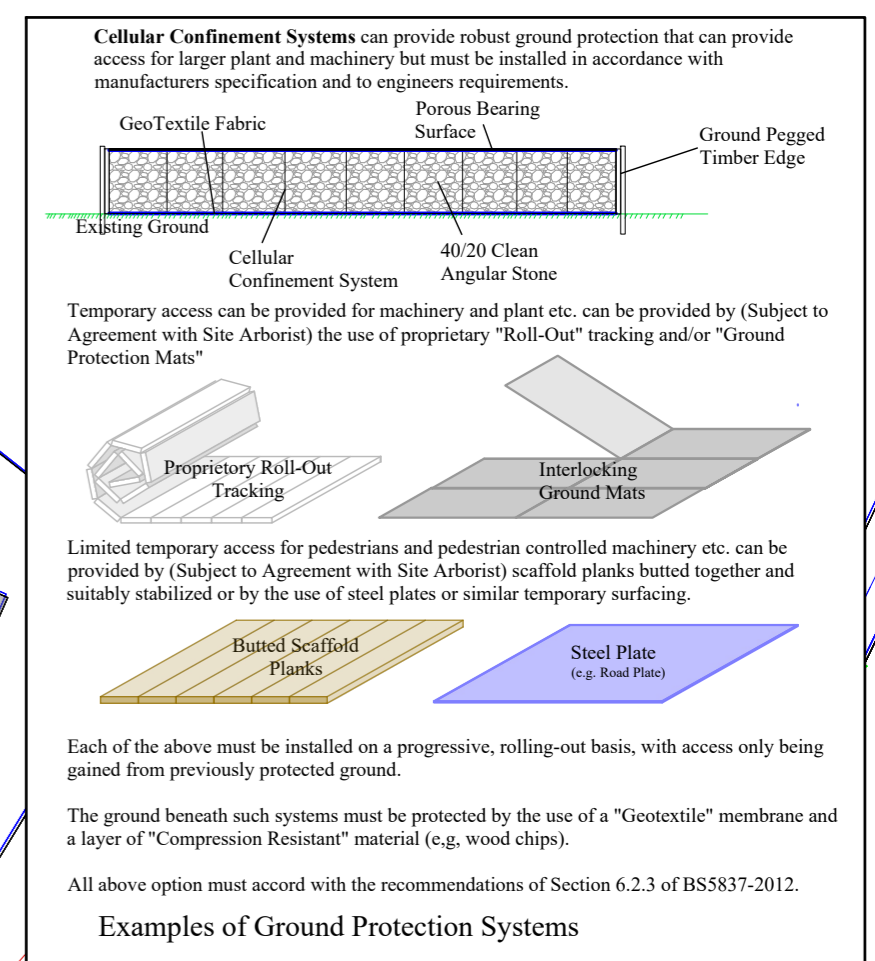 Cellular Confinement Systems can provide robust ground protection that can provide
access for larger plant and machinery but must be installed in accordance with
manufacturers specification and to engineers requirements.
GeoTextile Fabric
Porous Bearing
Surface
Ground Pegged
Timber Edge
Existing Ground
Cellular
Confinement System
40/20 Clean
Angular Stone
Temporary access can be provided for machinery and plant etc. can be provided by (Subject to
Agreement with Site Arborist) the use of proprietary "Roll-Out" tracking and/or "Ground
Protection Mats"
Proprietory Roll-Out
Tracking
Interlocking
Ground Mats
Limited temporary access for pedestrians and pedestrian controlled machinery etc. can be
provided by (Subject to Agreement with Site Arborist) scaffold planks butted together and
suitably stabilized or by the use of steel plates or similar temporary surfacing.
Butted Scaffold
Planks
Steel Plate
(e.g. Road Plate)
Each of the above must be installed on a progressive, rolling-out basis, with access only being
gained from previously protected ground.
The ground beneath such systems must be protected by the use of a "Geotextile" membrane and
a layer of "Compression Resistant" material (e,g, wood chips).
All above option must accord with the recommendations of Section 6.2.3 of BS5837-2012.
Examples of Ground Protection Systems